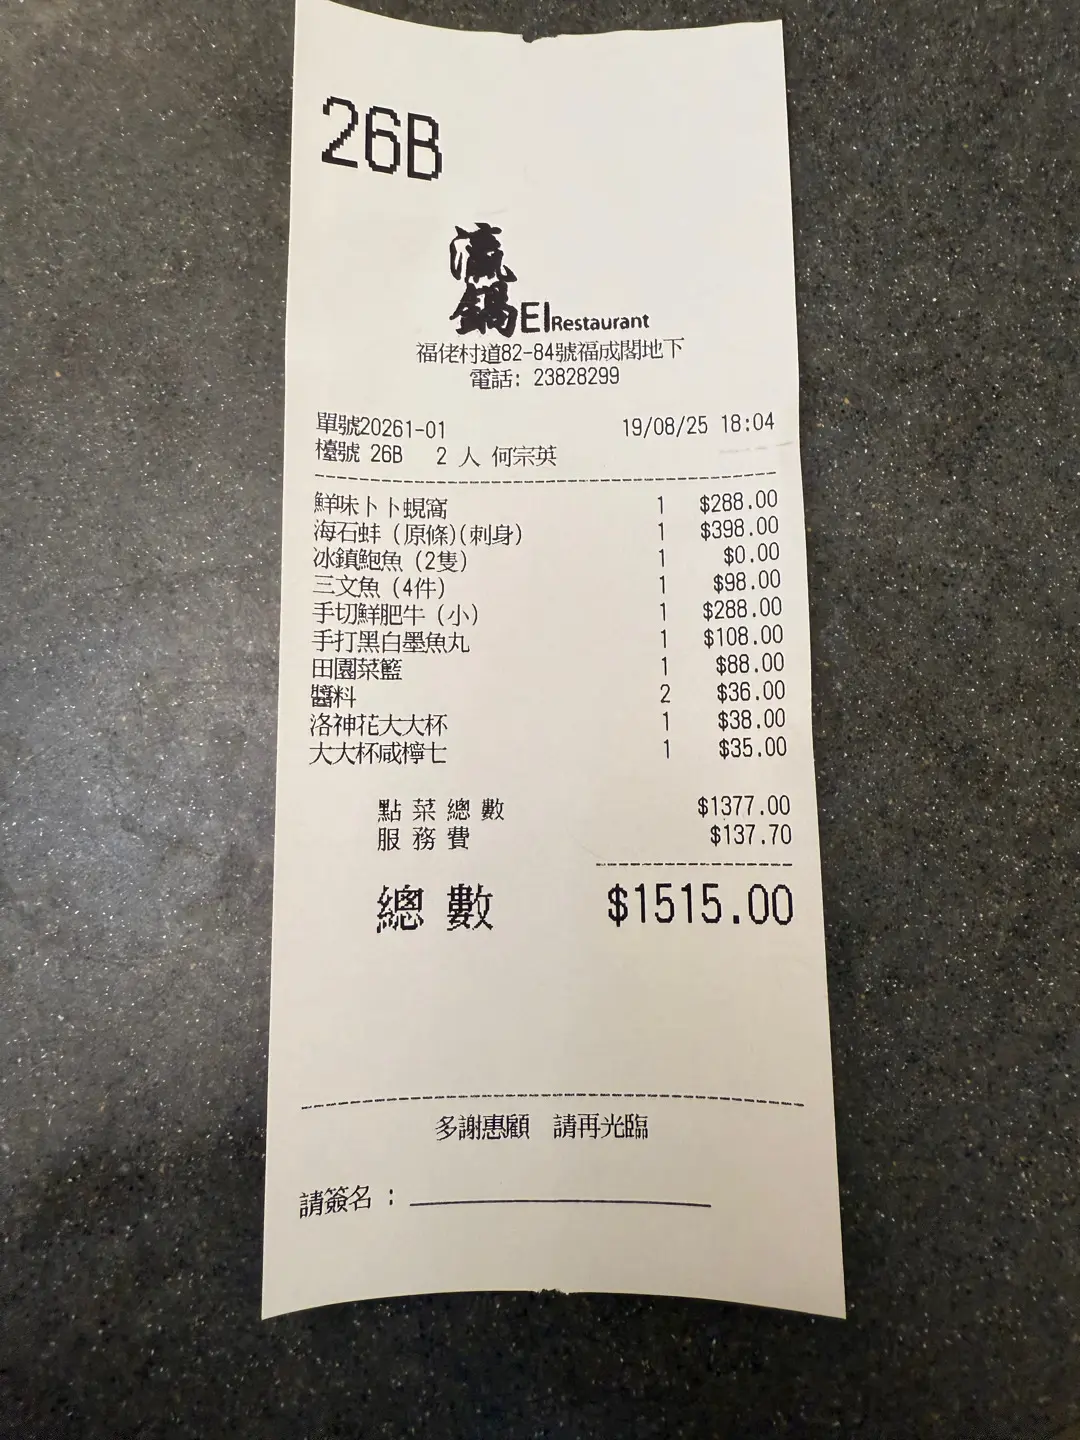 26B
瀛
鍋 EI Restaurant
福佬村道82-84號福成閣地下
電話: 23828299
單號20261-01 19/08/25 18:04
檯號 26B 2 人 何宗英
鮮味卜卜蜆窩 1 $288.00
海石蚌 (原條)(刺身) 1 $398.00
冰鎮鮑魚 (2隻) 1 $0.00
三文魚 (4件) 1 $98.00
手切鮮肥牛 (小) 1 $288.00
手打黑白墨魚丸 1 $108.00
田園菜籃 1 $88.00
醬料 2 $36.00
洛神花大大杯 1 $38.00
大大杯咸檸七 1 $35.00
點 菜 總 數 $1377.00
服 務 費 $137.70
總 數 $1515.00
多謝惠顧 請再光臨
請簽名 :